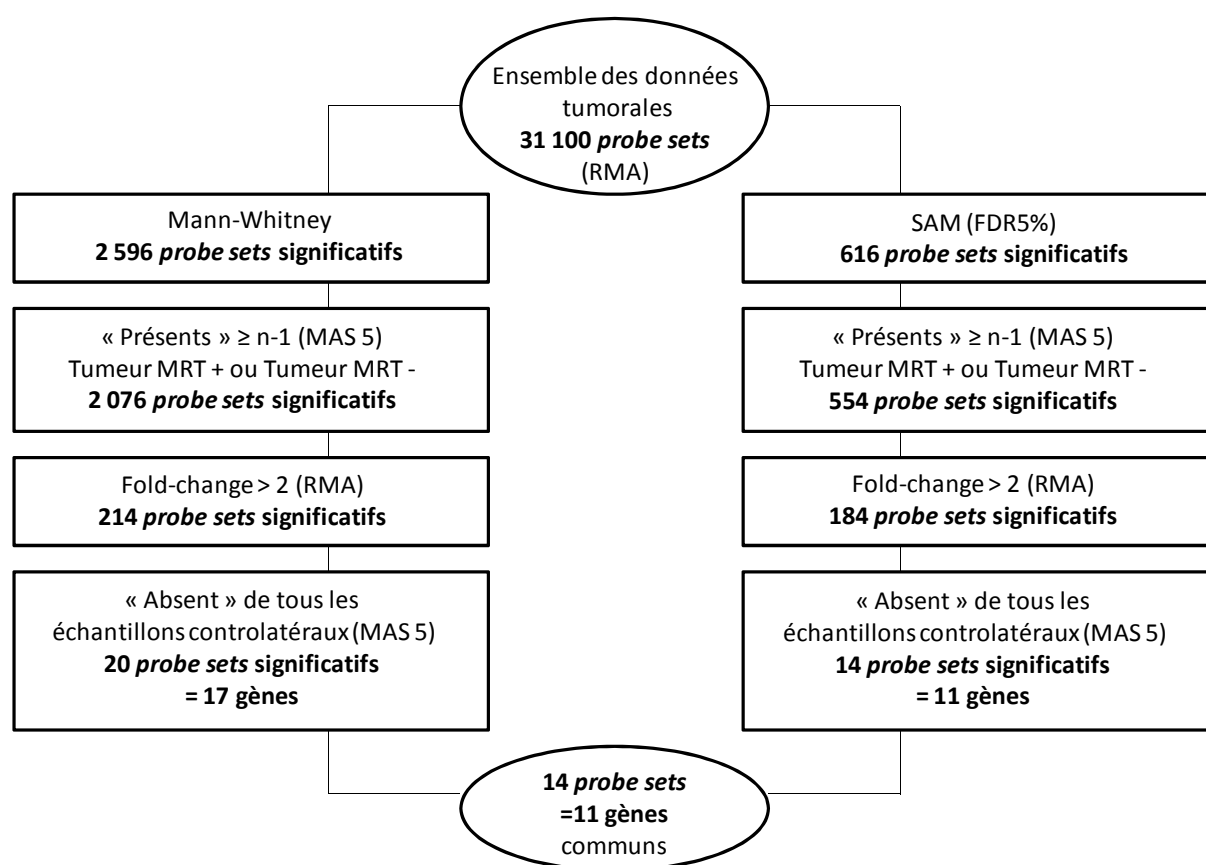 Ensemble des données
tumorales
31 100 probe sets
(RMA)
Mann-Whitney
2 596 probe sets significatifs
« Présents » ≥ n-1 (MAS 5)
Tumeur MRT + ou Tumeur MRT -
2 076 probe sets significatifs
Fold-change > 2 (RMA)
214 probe sets significatifs
« Absent » de tous les
échantillons controlatéraux (MAS 5)
20 probe sets significatifs
= 17 gènes
SAM (FDR5%)
616 probe sets significatifs
« Présents » ≥ n-1 (MAS 5)
Tumeur MRT + ou Tumeur MRT -
554 probe sets significatifs
Fold-change > 2 (RMA)
184 probe sets significatifs
« Absent » de tous les
échantillons controlatéraux (MAS 5)
14 probe sets significatifs
= 11 gènes
14 probe sets
=11 gènes
communs